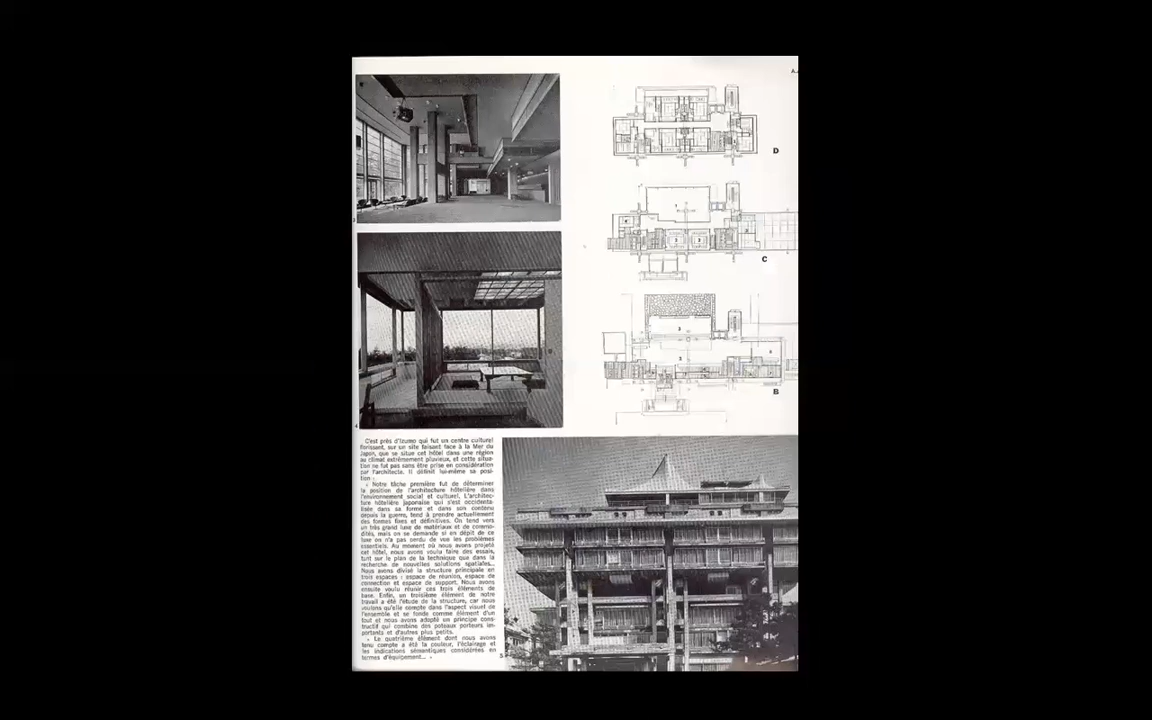 A.
D
1
C
3
2
B
3
4
5
C'est près d'Izumo qui fut un centre culturel
florissant, sur un site faisant face à la Mer du
Japon, que se situe cet hôtel dans une région
au climat extrêmement pluvieux, et cette situa-
tion ne fut pas sans être prise en considération
par l'architecte. Il définit lui-même sa posi-
tion :
« Notre tâche première fut de déterminer
la position de l'architecture hôtelière dans
l'environnement social et culturel. L'architec-
ture hôtelière japonaise qui s'est occidenta-
lisée dans sa forme et dans son contenu
depuis la guerre, tend à prendre actuellement
des formes fixes et définitives. On tend vers
un très grand luxe de matériaux et de commo-
dités, mais on se demande si en dépit de ce
luxe on n'a pas perdu de vue les problèmes
essentiels. Au moment où nous avons projeté
cet hôtel, nous avons voulu faire des essais,
tant sur le plan de la technique que dans la
recherche de nouvelles solutions spatiales...
Nous avons divisé la structure principale en
trois espaces : espace de réunion, espace de
connection et espace de support. Nous avons
ensuite voulu réunir ces trois éléments de
base. Enfin, un troisième élément de notre
travail a été l'étude de la structure, car nous
voulons qu'elle compte dans l'aspect visuel de
l'ensemble et se fonde comme élément d'un
tout et nous avons adopté un principe cons-
tructif qui combine des poteaux porteurs im-
portants et d'autres plus petits.
« Le quatrième élément dont nous avons
tenu compte a été la couleur, l'éclairage et
les indications sémantiques considérées en
termes d'équipement... »